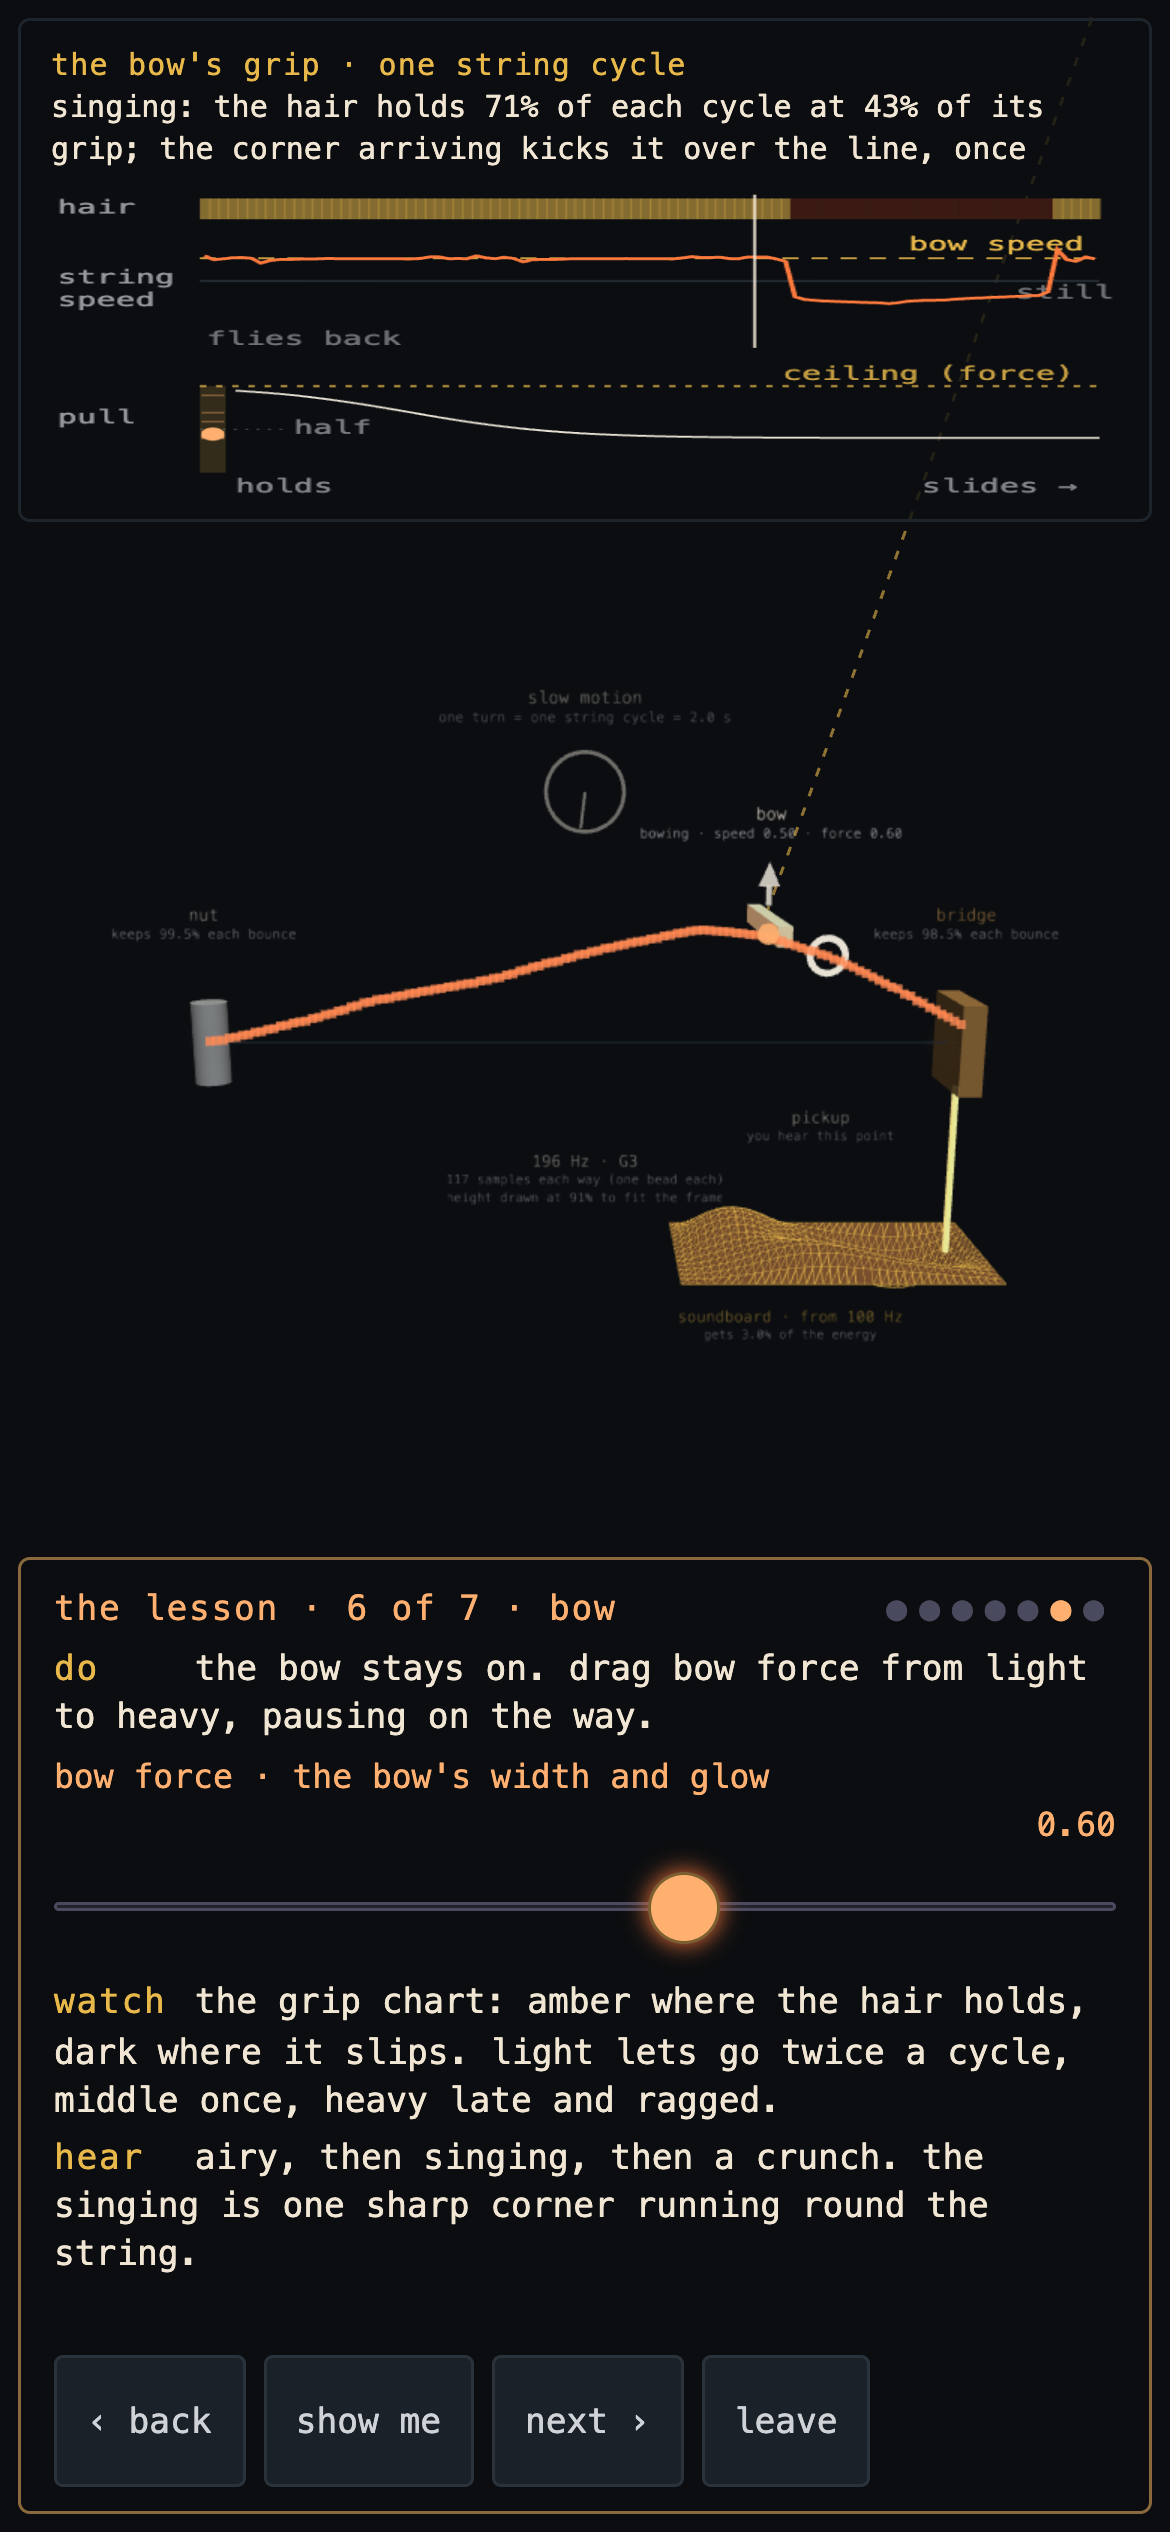 the bow's grip · one string cycle
singing: the hair holds 71% of each cycle at 43% of its
grip; the corner arriving kicks it over the line, once
hair
bow speed
string
speed
still
flies back
ceiling (force)
pull
half
holds
slides →
slow motion
one turn = one string cycle = 2.0 s
bow
bowing · speed 0.50 · force 0.60
nut
keeps 99.5% each bounce
bridge
keeps 98.5% each bounce
pickup
you hear this point
196 Hz · G3
117 samples each way (one bead each)
height drawn at 91% to fit the frame
soundboard · from 100 Hz
gets 3.0% of the energy
the lesson · 6 of 7 · bow
do the bow stays on. drag bow force from light
to heavy, pausing on the way.
bow force · the bow's width and glow
0.60
watch the grip chart: amber where the hair holds,
dark where it slips. light lets go twice a cycle,
middle once, heavy late and ragged.
hear airy, then singing, then a crunch. the
singing is one sharp corner running round the
string.
‹ back
show me
next ›
leave